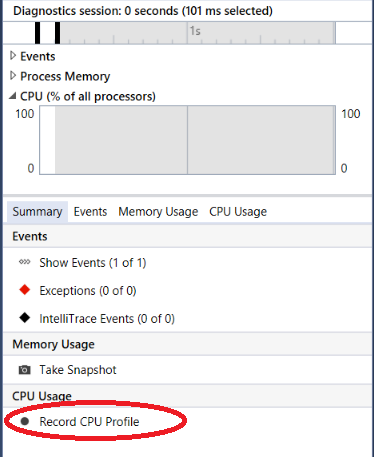 Diagnostics session: 0 seconds (101 ms selected)
1s
Events
Process Memory
CPU (% of all processors)
100 100
0 0
Summary Events Memory Usage CPU Usage
Events
Show Events (1 of 1)
Exceptions (0 of 0)
IntelliTrace Events (0 of 0)
Memory Usage
Take Snapshot
CPU Usage
Record CPU Profile